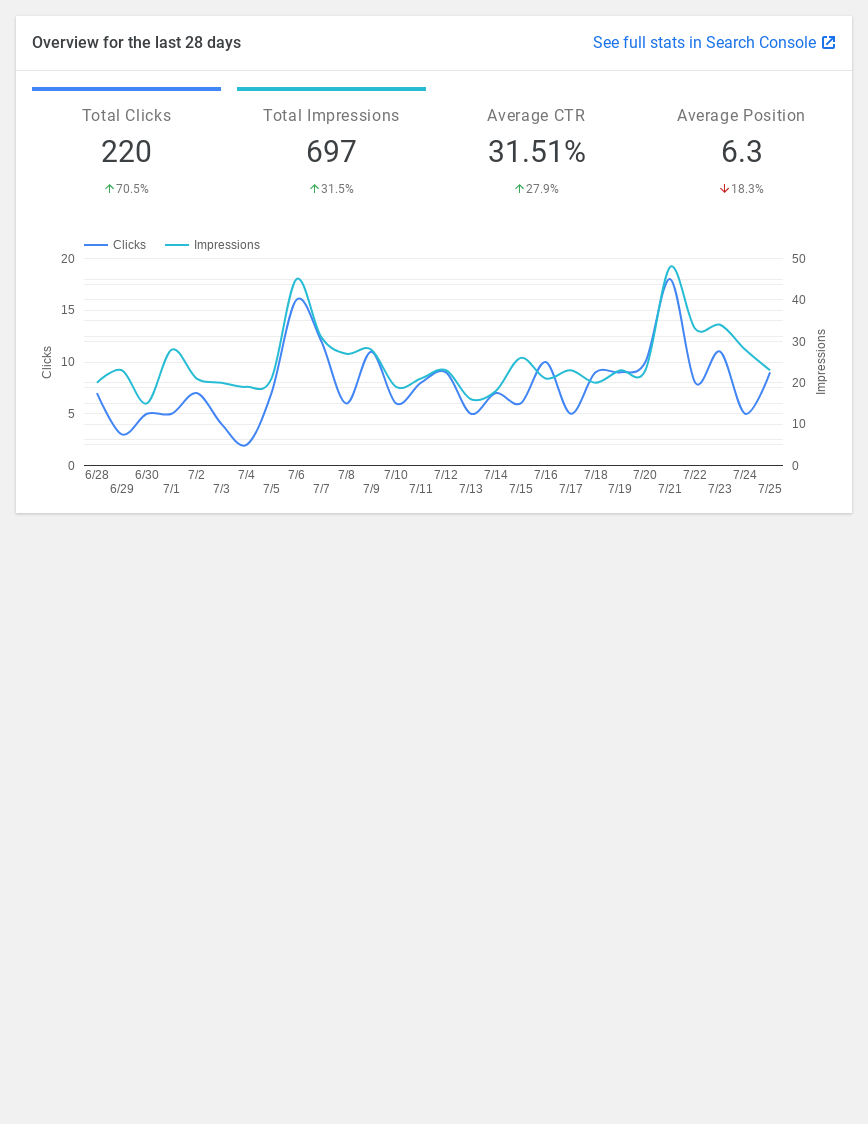 Overview for the last 28 days
See full stats in Search Console
Total Clicks
220
70.5%
Total Impressions
697
31.5%
Average CTR
31.51%
27.9%
Average Position
6.3
18.3%
Clicks Impressions
20 50
40
15
30
10
20
5
10
0 0
Clicks
Impressions
6/28 6/30 7/2 7/4 7/6 7/8 7/10 7/12 7/14 7/16 7/18 7/20 7/22 7/24
6/29 7/1 7/3 7/5 7/7 7/9 7/11 7/13 7/15 7/17 7/19 7/21 7/23 7/25